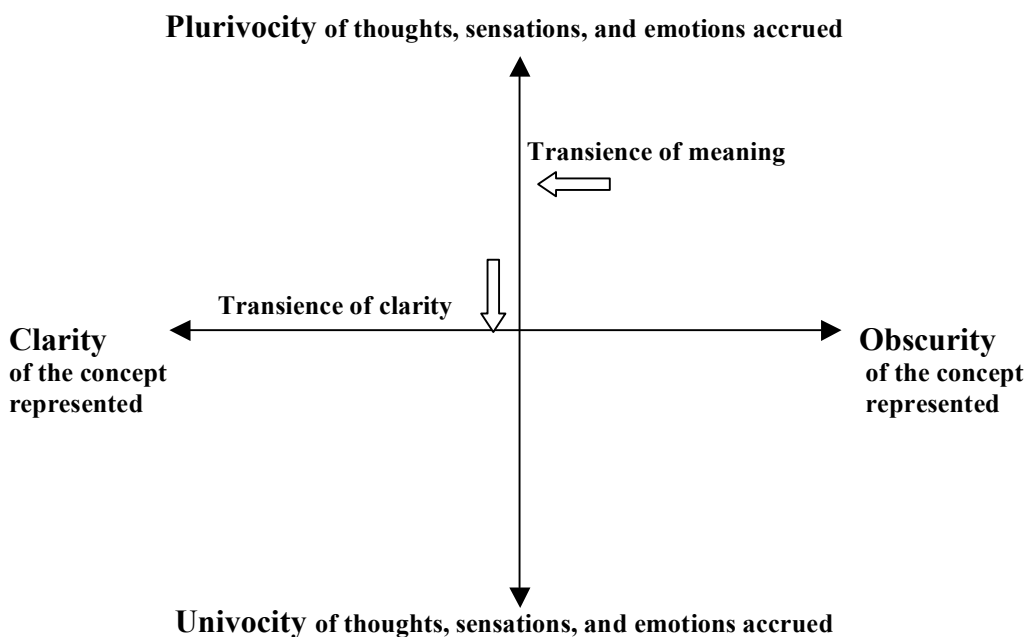 Plurivocity of thoughts, sensations, and emotions accrued
Transience of meaning
Transience of clarity
Clarity
of the concept
represented
Obscurity
of the concept
represented
Univocity of thoughts, sensations, and emotions accrued